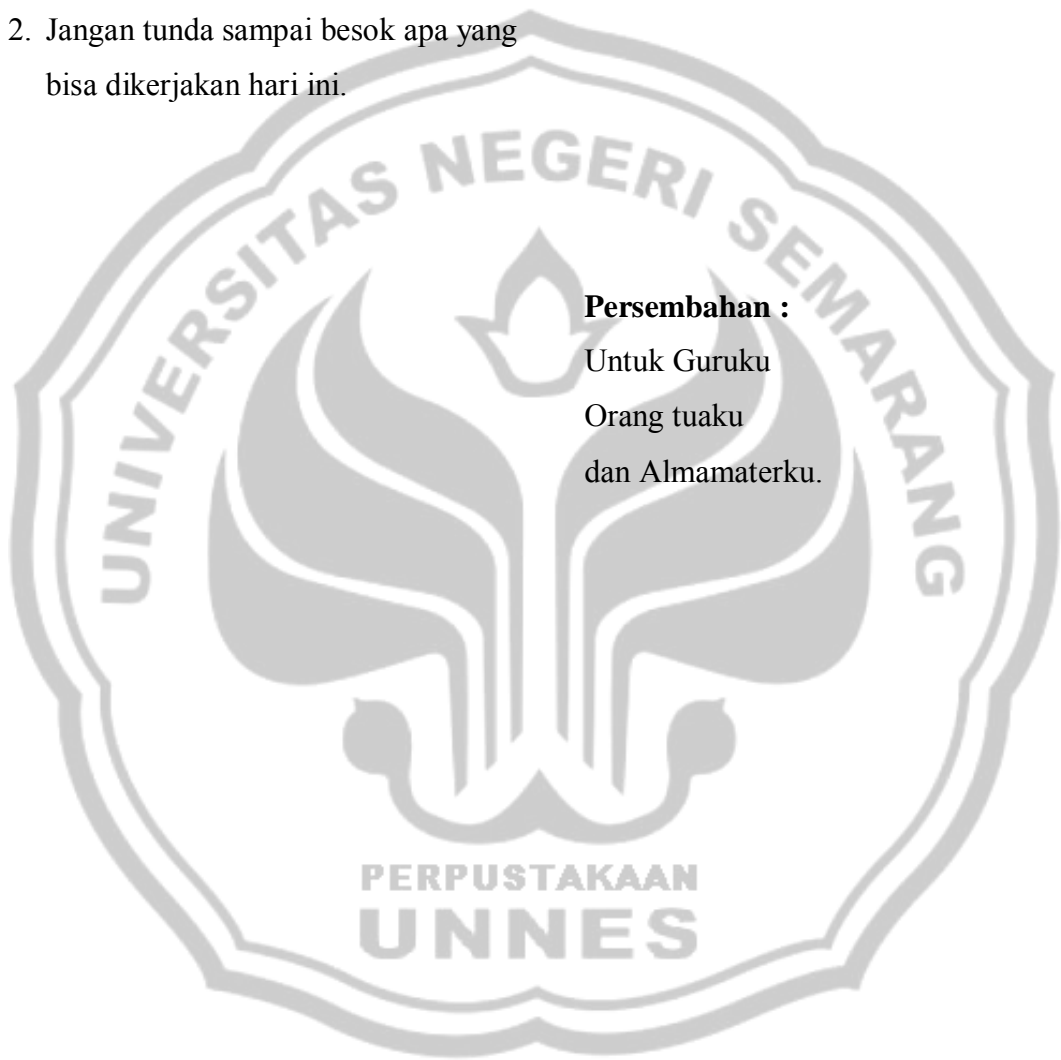 2. Jangan tunda sampai besok apa yang
bisa dikerjakan hari ini.
UNIVERSITAS NEGERI SEMARANG
Persembahan :
Untuk Guruku
Orang tuaku
dan Almamaterku.
PERPUSTAKAAN
UNNES